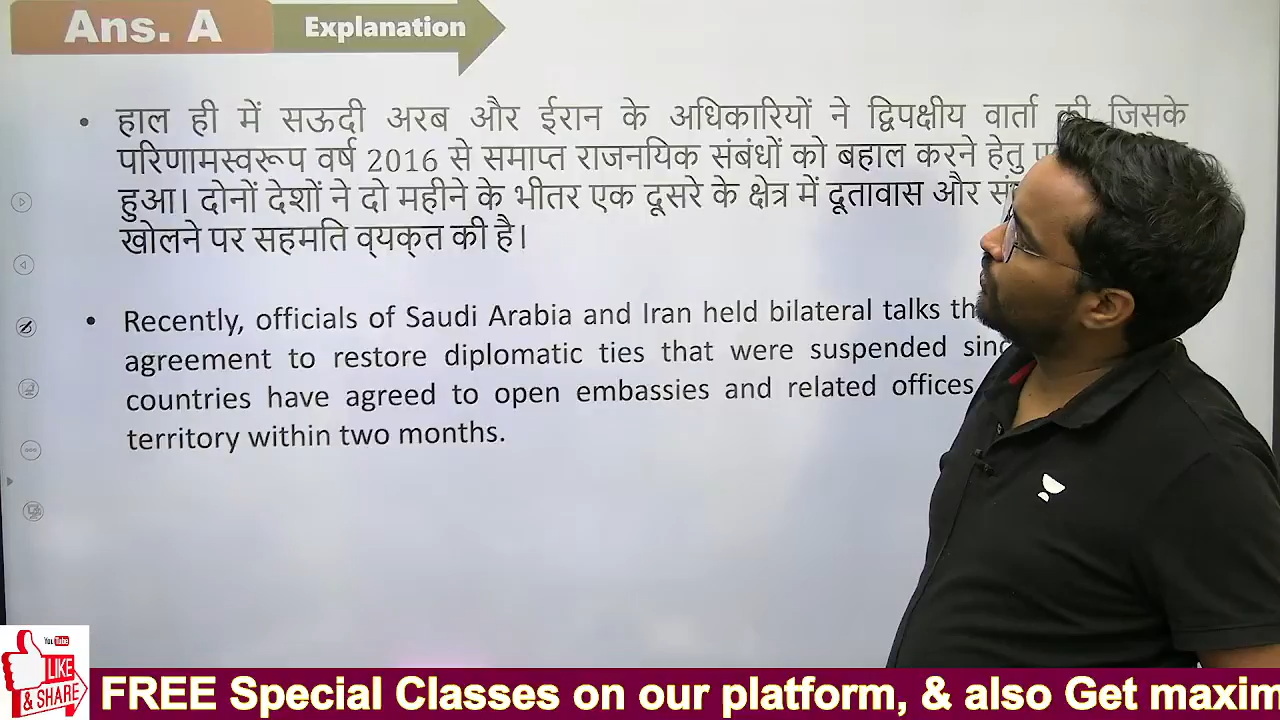 Ans. A
Explanation
• हाल ही में सऊदी अरब और ईरान के अधिकारियों ने द्विपक्षीय वार्ता की जिसके
परिणामस्वरूप वर्ष 2016 से समाप्त राजनयिक संबंधों को बहाल करने हेतु
हुआ। दोनों देशों ने दो महीने के भीतर एक दूसरे के क्षेत्र में दूतावास और
खोलने पर सहमति व्यक्त की है।
• Recently, officials of Saudi Arabia and Iran held bilateral talks
agreement to restore diplomatic ties that were suspended
countries have agreed to open embassies and related offices
territory within two months.
YouTube
LIKE
& SHARE
FREE Special Classes on our platform, & also Get maxim